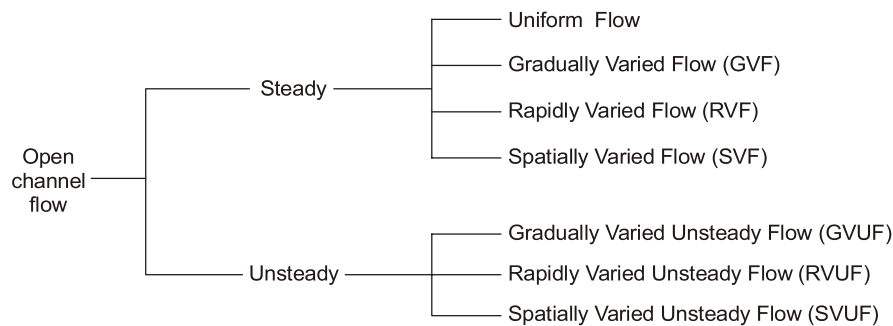 Uniform Flow
Gradually Varied Flow (GVF)
Steady
Rapidly Varied Flow (RVF)
Spatially Varied Flow (SVF)
Open
channel
flow
Gradually Varied Unsteady Flow (GVUF)
Unsteady
Rapidly Varied Unsteady Flow (RVUF)
Spatially Varied Unsteady Flow (SVUF)